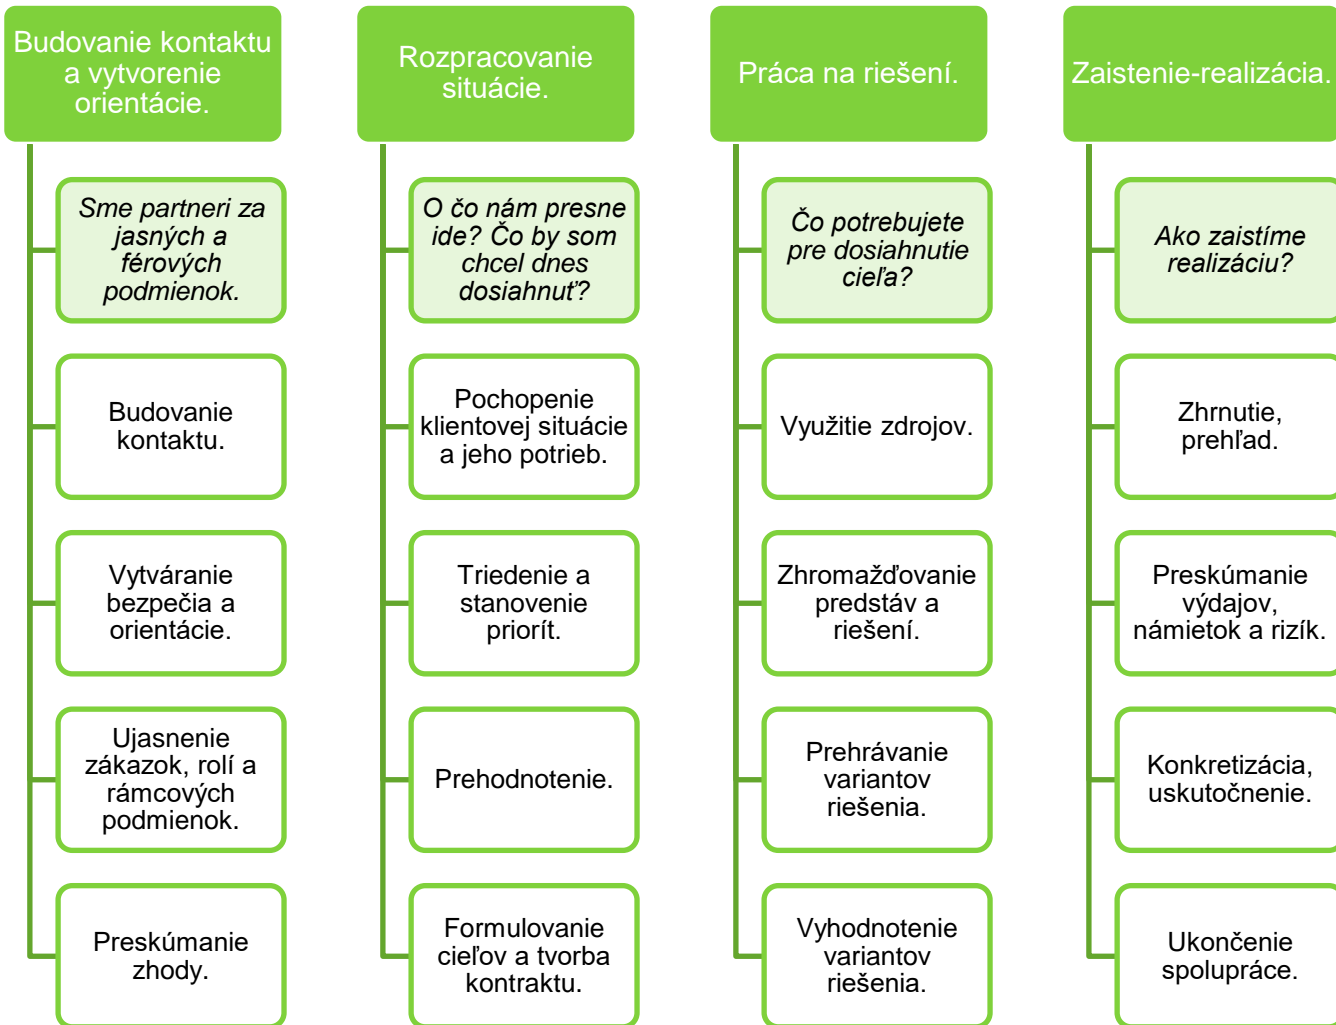 Budovanie kontaktu
a vytvorenie
orientácie.
Sme partneri za
jasných a
férových
podmienok.
Budovanie
kontaktu.
Vytváranie
bezpečia a
orientácie.
Ujasnenie
zákazok, rolí a
rámcových
podmienok.
Preskúmanie
zhody.
Rozpracovanie
situácie.
O čo nám presne
ide? Čo by som
chcel dnes
dosiahnuť?
Pochopenie
klientovej situácie
a jeho potrieb.
Triedenie a
stanovenie
priorít.
Prehodnotenie.
Formulovanie
cieľov a tvorba
kontraktu.
Práca na riešení.
Čo potrebujete
pre dosiahnutie
cieľa?
Využitie zdrojov.
Zhromažďovanie
predstáv a
riešení.
Prehrávanie
variantov
riešenia.
Vyhodnotenie
variantov
riešenia.
Zaistenie-realizácia.
Ako zaistíme
realizáciu?
Zhrnutie,
prehľad.
Preskúmanie
výdajov,
námietok a rizík.
Konkretizácia,
uskutočnenie.
Ukončenie
spolupráce.